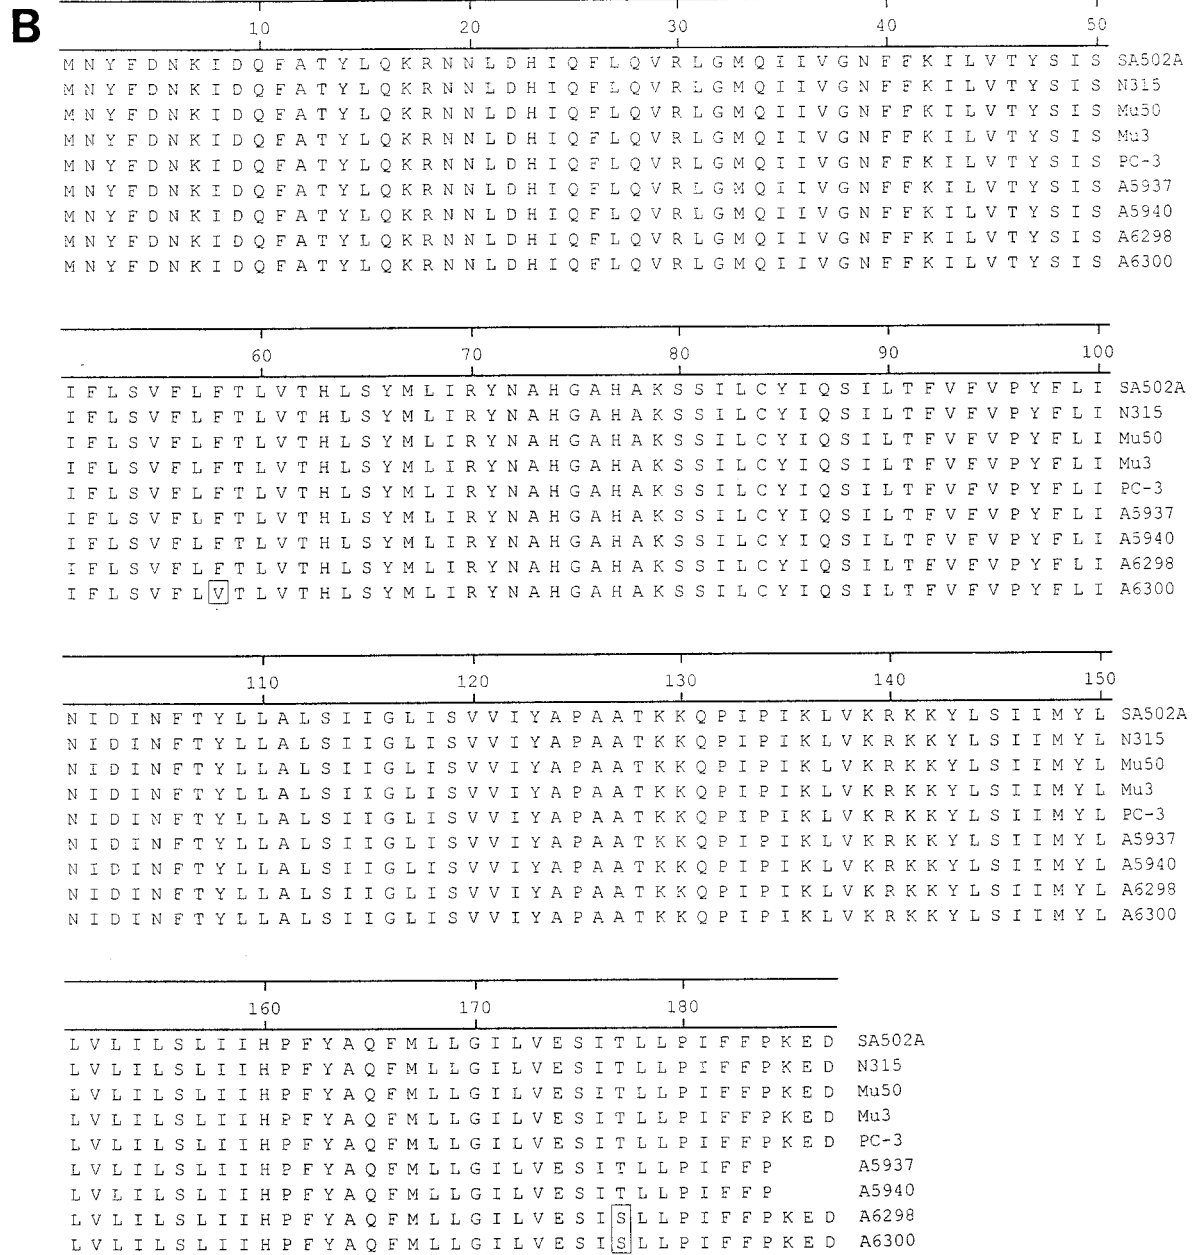 B
10 20 30 40 50
M N Y F D N K I D Q F A T Y L Q K R N N L D H I Q F L Q V R L G M Q I I V G N F F K I L V T Y S I S SA502A
M N Y F D N K I D Q F A T Y L Q K R N N L D H I Q F L Q V R L G M Q I I V G N F F K I L V T Y S I S N315
M N Y F D N K I D Q F A T Y L Q K R N N L D H I Q F L Q V R L G M Q I I V G N F F K I L V T Y S I S Mu50
M N Y F D N K I D Q F A T Y L Q K R N N L D H I Q F L Q V R L G M Q I I V G N F F K I L V T Y S I S Mu3
M N Y F D N K I D Q F A T Y L Q K R N N L D H I Q F L Q V R L G M Q I I V G N F F K I L V T Y S I S PC-3
M N Y F D N K I D Q F A T Y L Q K R N N L D H I Q F L Q V R L G M Q I I V G N F F K I L V T Y S I S A5937
M N Y F D N K I D Q F A T Y L Q K R N N L D H I Q F L Q V R L G M Q I I V G N F F K I L V T Y S I S A5940
M N Y F D N K I D Q F A T Y L Q K R N N L D H I Q F L Q V R L G M Q I I V G N F F K I L V T Y S I S A6298
M N Y F D N K I D Q F A T Y L Q K R N N L D H I Q F L Q V R L G M Q I I V G N F F K I L V T Y S I S A6300
60 70 80 90 100
I F L S V F L F T L V T H L S Y M L I R Y N A H G A H A K S S I L C Y I Q S I L T F V F V P Y F L I SA502A
I F L S V F L F T L V T H L S Y M L I R Y N A H G A H A K S S I L C Y I Q S I L T F V F V P Y F L I N315
I F L S V F L F T L V T H L S Y M L I R Y N A H G A H A K S S I L C Y I Q S I L T F V F V P Y F L I Mu50
I F L S V F L F T L V T H L S Y M L I R Y N A H G A H A K S S I L C Y I Q S I L T F V F V P Y F L I Mu3
I F L S V F L F T L V T H L S Y M L I R Y N A H G A H A K S S I L C Y I Q S I L T F V F V P Y F L I PC-3
I F L S V F L F T L V T H L S Y M L I R Y N A H G A H A K S S I L C Y I Q S I L T F V F V P Y F L I A5937
I F L S V F L F T L V T H L S Y M L I R Y N A H G A H A K S S I L C Y I Q S I L T F V F V P Y F L I A5940
I F L S V F L F T L V T H L S Y M L I R Y N A H G A H A K S S I L C Y I Q S I L T F V F V P Y F L I A6298
I F L S V F L V T L V T H L S Y M L I R Y N A H G A H A K S S I L C Y I Q S I L T F V F V P Y F L I A6300
110 120 130 140 150
N I D I N F T Y L L A L S I I G L I S V V I Y A P A A T K K Q P I P I K L V K R K K Y L S I I M Y L SA502A
N I D I N F T Y L L A L S I I G L I S V V I Y A P A A T K K Q P I P I K L V K R K K Y L S I I M Y L N315
N I D I N F T Y L L A L S I I G L I S V V I Y A P A A T K K Q P I P I K L V K R K K Y L S I I M Y L Mu50
N I D I N F T Y L L A L S I I G L I S V V I Y A P A A T K K Q P I P I K L V K R K K Y L S I I M Y L Mu3
N I D I N F T Y L L A L S I I G L I S V V I Y A P A A T K K Q P I P I K L V K R K K Y L S I I M Y L PC-3
N I D I N F T Y L L A L S I I G L I S V V I Y A P A A T K K Q P I P I K L V K R K K Y L S I I M Y L A5937
N I D I N F T Y L L A L S I I G L I S V V I Y A P A A T K K Q P I P I K L V K R K K Y L S I I M Y L A5940
N I D I N F T Y L L A L S I I G L I S V V I Y A P A A T K K Q P I P I K L V K R K K Y L S I I M Y L A6298
N I D I N F T Y L L A L S I I G L I S V V I Y A P A A T K K Q P I P I K L V K R K K Y L S I I M Y L A6300
160 170 180
L V L I L S L I I H P F Y A Q F M L L G I L V E S I T L L P I F F P K E D SA502A
L V L I L S L I I H P F Y A Q F M L L G I L V E S I T L L P I F F P K E D N315
L V L I L S L I I H P F Y A Q F M L L G I L V E S I T L L P I F F P K E D Mu50
L V L I L S L I I H P F Y A Q F M L L G I L V E S I T L L P I F F P K E D Mu3
L V L I L S L I I H P F Y A Q F M L L G I L V E S I T L L P I F F P K E D PC-3
L V L I L S L I I H P F Y A Q F M L L G I L V E S I T L L P I F F P A5937
L V L I L S L I I H P F Y A Q F M L L G I L V E S I T L L P I F F P A5940
L V L I L S L I I H P F Y A Q F M L L G I L V E S I S L L P I F F P K E D A6298
L V L I L S L I I H P F Y A Q F M L L G I L V E S I S L L P I F F P K E D A6300